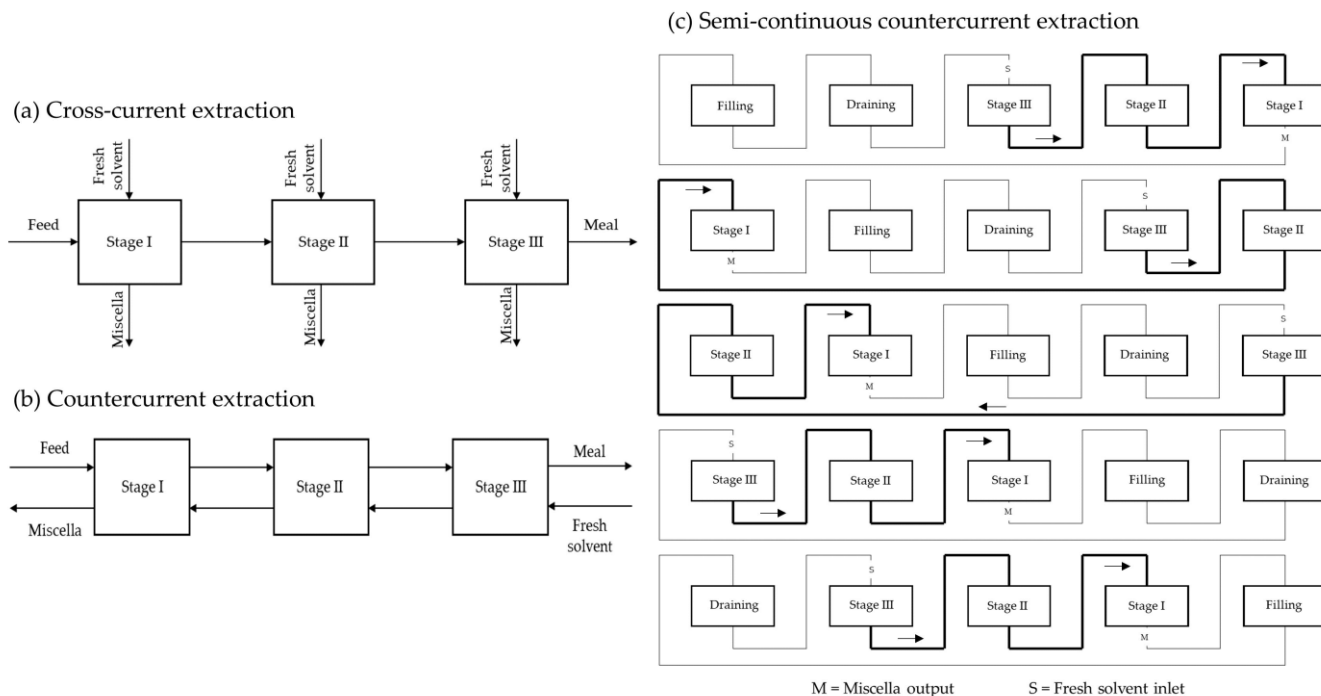 (a) Cross-current extraction
Fresh
solvent
Fresh
solvent
Fresh
solvent
Feed
Stage I
Stage II
Stage III
Meal
Miscella
Miscella
Miscella
(b) Countercurrent extraction
Feed
Stage I
Stage II
Stage III
Meal
Miscella
Fresh
solvent
(c) Semi-continuous countercurrent extraction
S
Filling
Draining
Stage III
Stage II
Stage I
M
S
Stage I
Filling
Draining
Stage III
Stage II
M
S
Stage II
Stage I
Filling
Draining
Stage III
M
S
Stage III
Stage II
Stage I
Filling
Draining
M
S
Draining
Stage III
Stage II
Stage I
Filling
M
M = Miscella output
S = Fresh solvent inlet